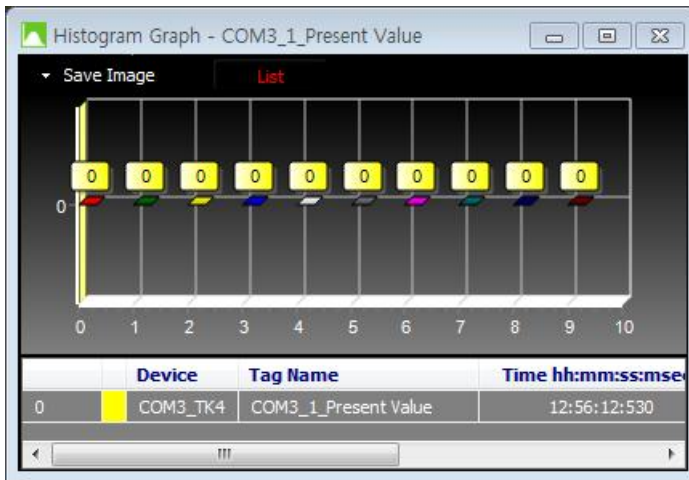 Histogram Graph - COM3_1_Present Value
Save Image List
0 0 0 0 0 0 0 0 0 0
0
0 1 2 3 4 5 6 7 8 9 10
Device Tag Name Time hh:mm:ss:msec
0 COM3_TK4 COM3_1_Present Value 12:56:12:530